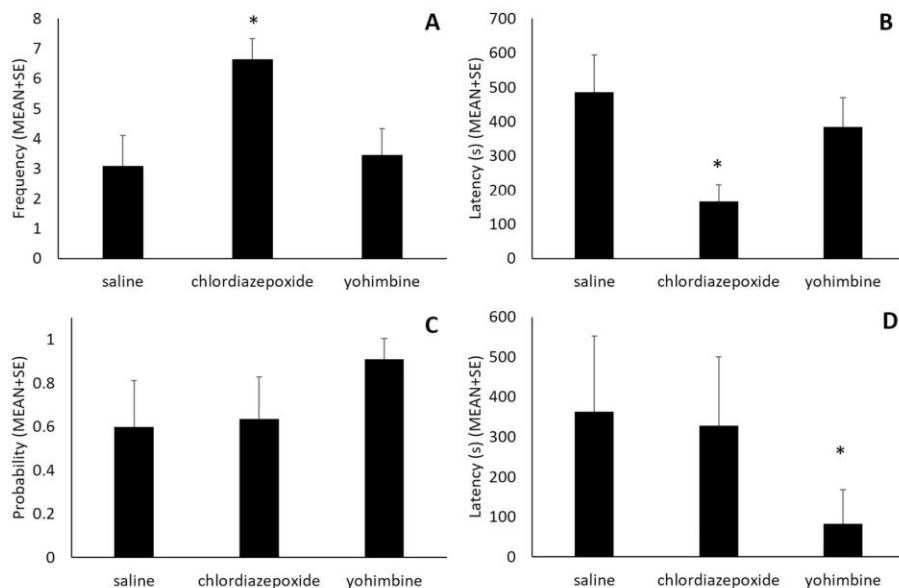 A
Frequency (MEAN+SE)
8
7
6
5
4
3
2
1
0
*
saline chlordiazepoxide yohimbine
B
Latency (s) (MEAN+SE)
700
600
500
400
300
200
100
0
*
saline chlordiazepoxide yohimbine
C
Probability (MEAN+SE)
1
0.8
0.6
0.4
0.2
0
saline chlordiazepoxide yohimbine
D
Latency (s) (MEAN+SE)
600
500
400
300
200
100
0
*
saline chlordiazepoxide yohimbine